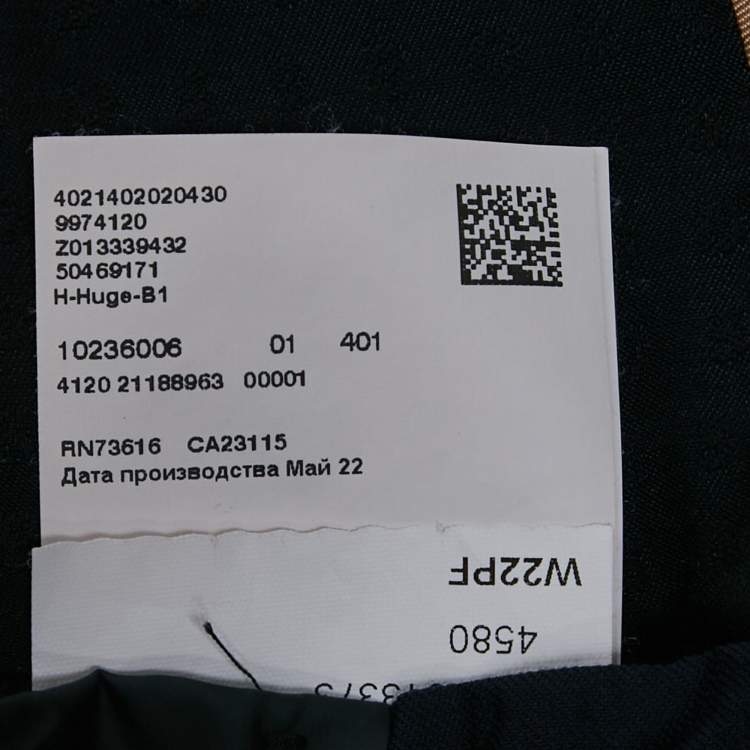 4021402020430
9974120
Z013339432
50469171
H-Huge-B1
10236006 01 401
4120 21188963 00001
RN73616 CA23115
Дата производства Май 22
W22PF
4580